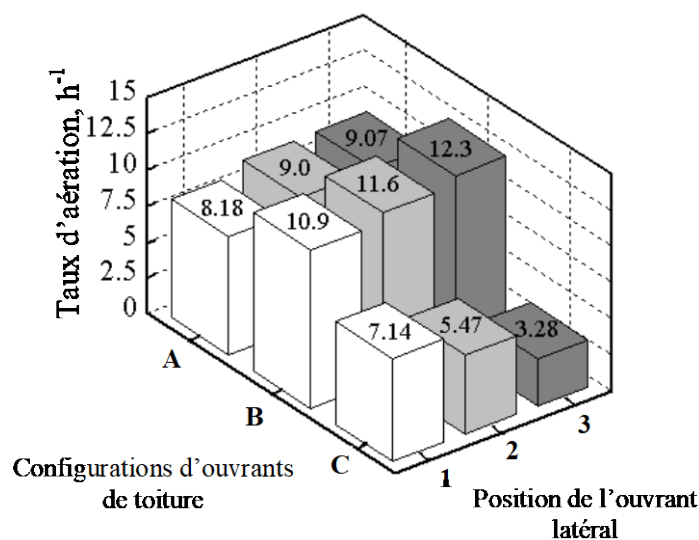 Taux d'aération, h-1
15
12.5
10
7.5
5
2.5
0
9.07
12.3
9.0
11.6
8.18
10.9
7.14
5.47
3.28
A
B
C
1
2
3
Configurations d'ouvrants
de toiture
Position de l'ouvrant
latéral